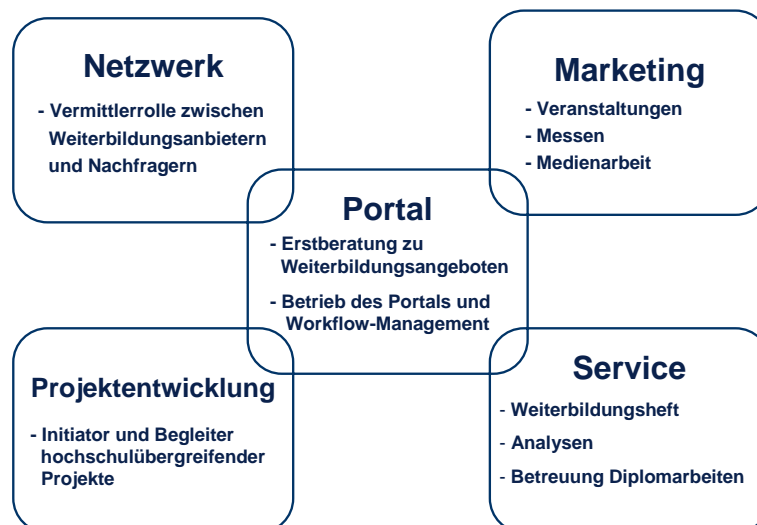 Netzwerk
- Vermittlerrolle zwischen
Weiterbildungsanbietern
und Nachfragern
Marketing
- Veranstaltungen
- Messen
- Medienarbeit
Portal
- Erstberatung zu
Weiterbildungsangeboten
- Betrieb des Portals und
Workflow-Management
Projektentwicklung
- Initiator und Begleiter
hochschulübergreifender
Projekte
Service
- Weiterbildungsheft
- Analysen
- Betreuung Diplomarbeiten